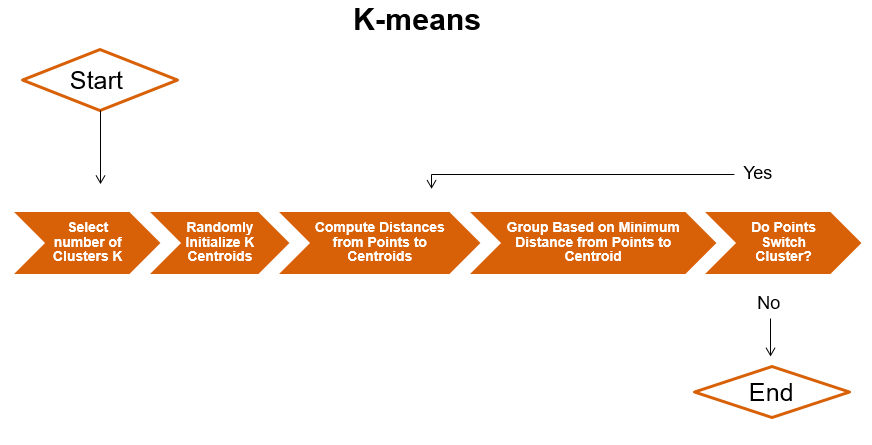 K-means
Start
Yes
Select
number of
Clusters K
Randomly
Initialize K
Centroids
Compute Distances
from Points to
Centroids
Group Based on Minimum
Distance from Points to
Centroid
Do Points
Switch
Cluster?
No
End